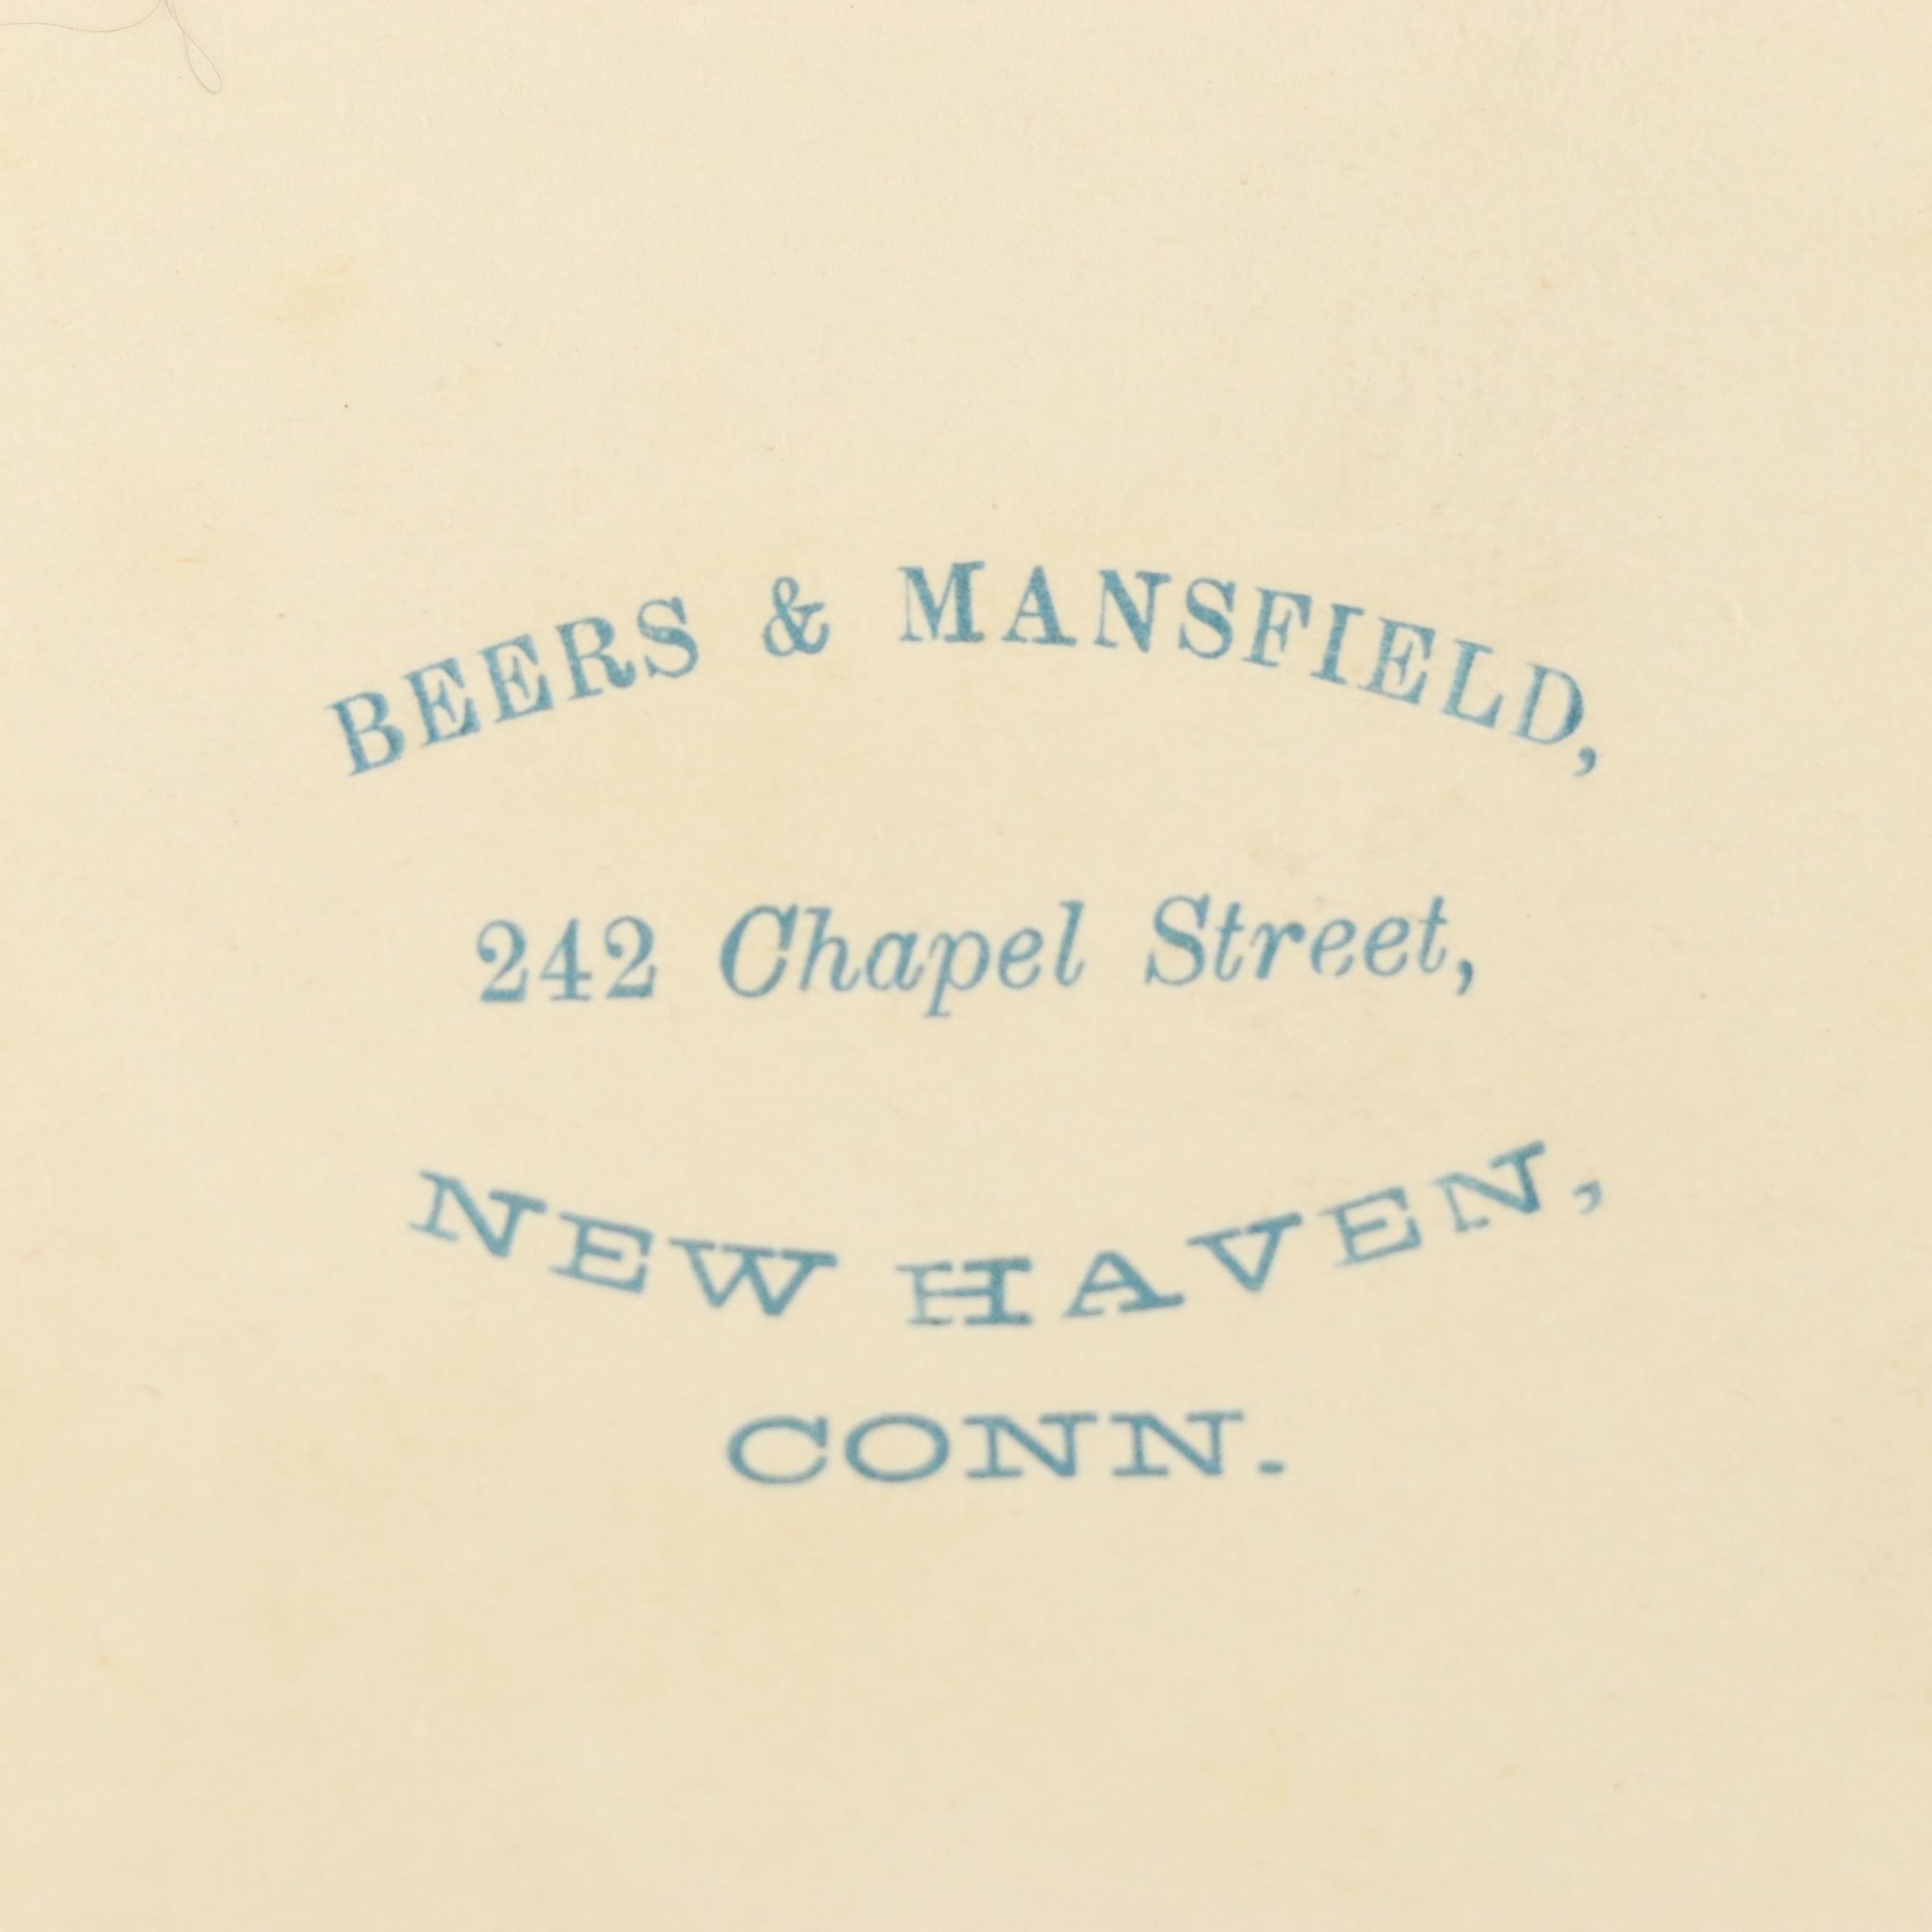 BEERS & MANSFIELD,
242 Chapel Street,
NEW HAVEN,
CONN.